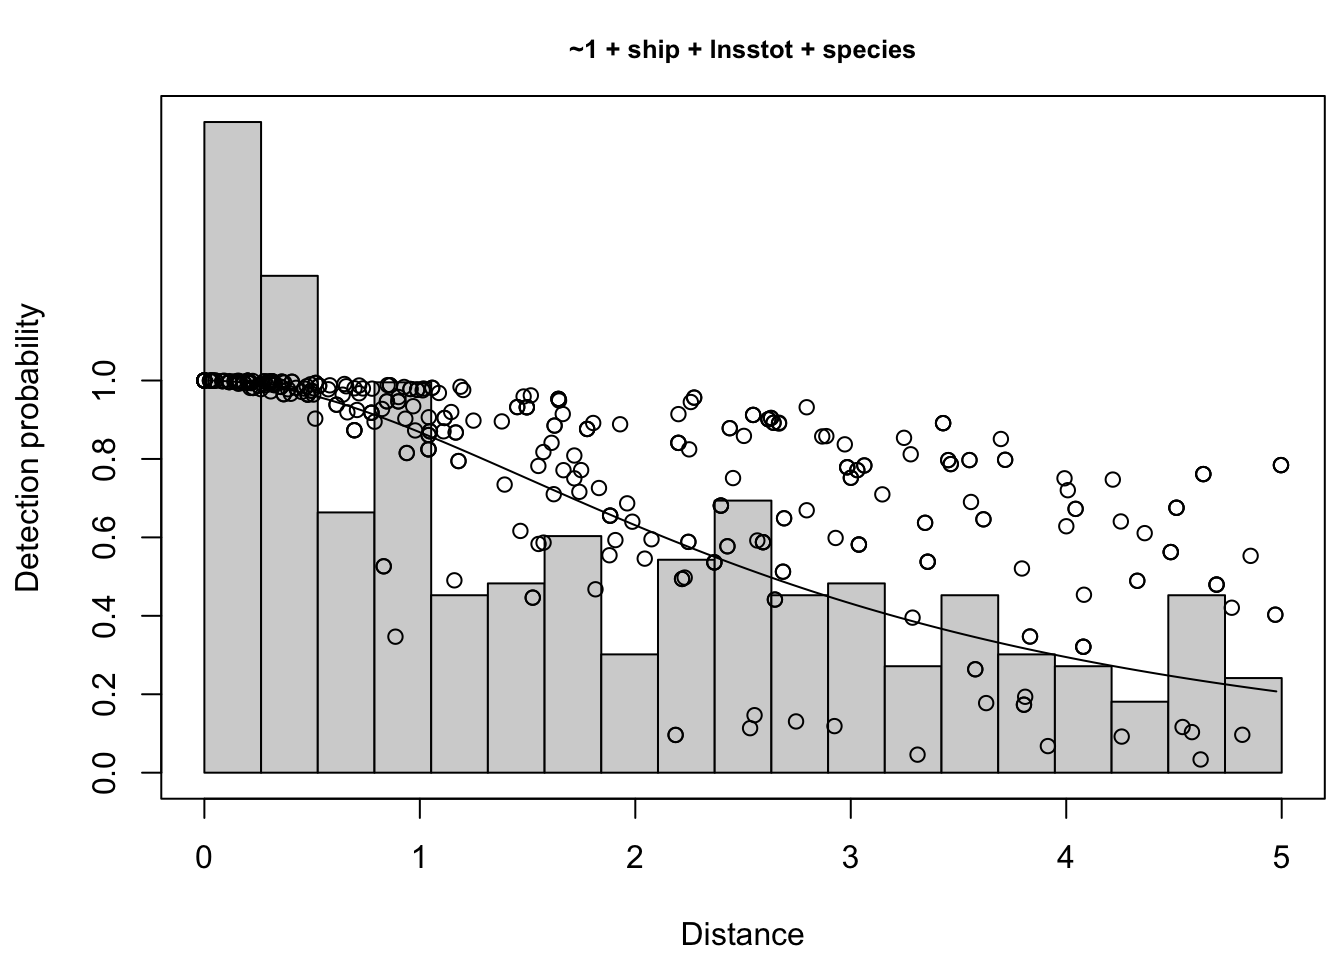 ~1 + ship + lnsstot + species
Detection probability
1.0
0.8
0.6
0.4
0.2
0.0
0 1 2 3 4 5
Distance